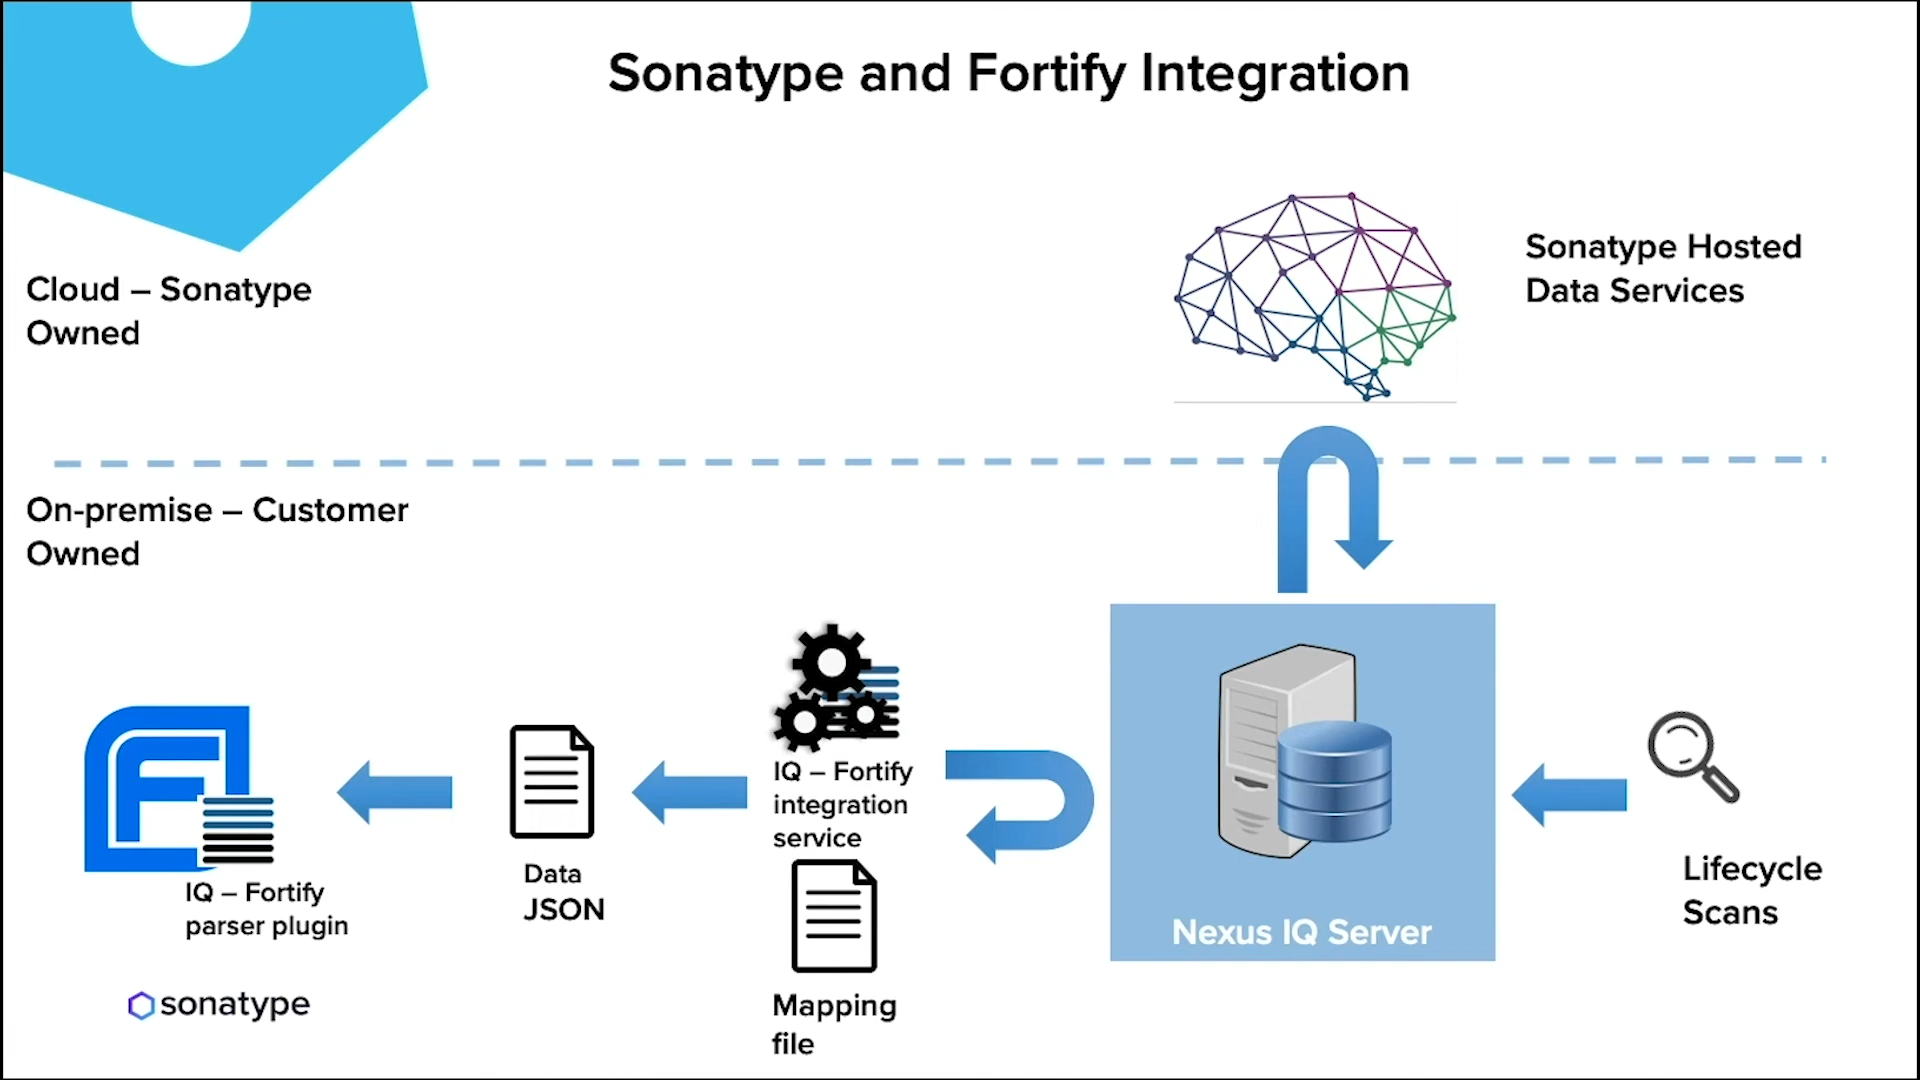 Sonatype and Fortify Integration
Sonatype Hosted
Data Services
Cloud – Sonatype
Owned
On-premise – Customer
Owned
IQ – Fortify
integration
service
Data
JSON
IQ – Fortify
parser plugin
Mapping
file
Nexus IQ Server
Lifecycle
Scans
sonatype